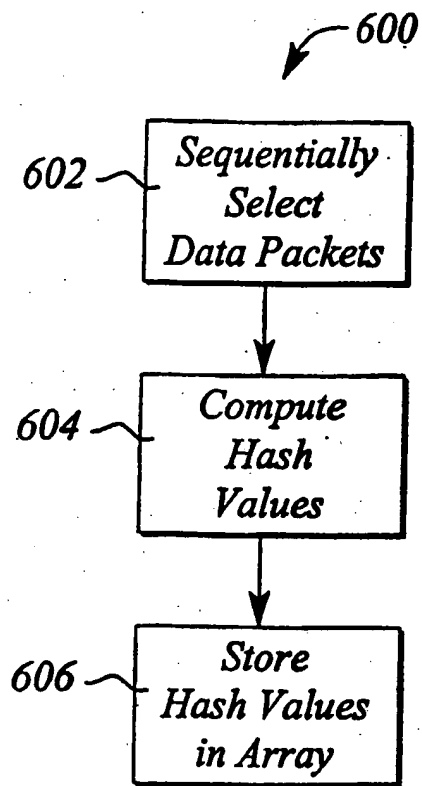 600
602
Sequentially
Select
Data Packets
604
Compute
Hash
Values
606
Store
Hash Values
in Array